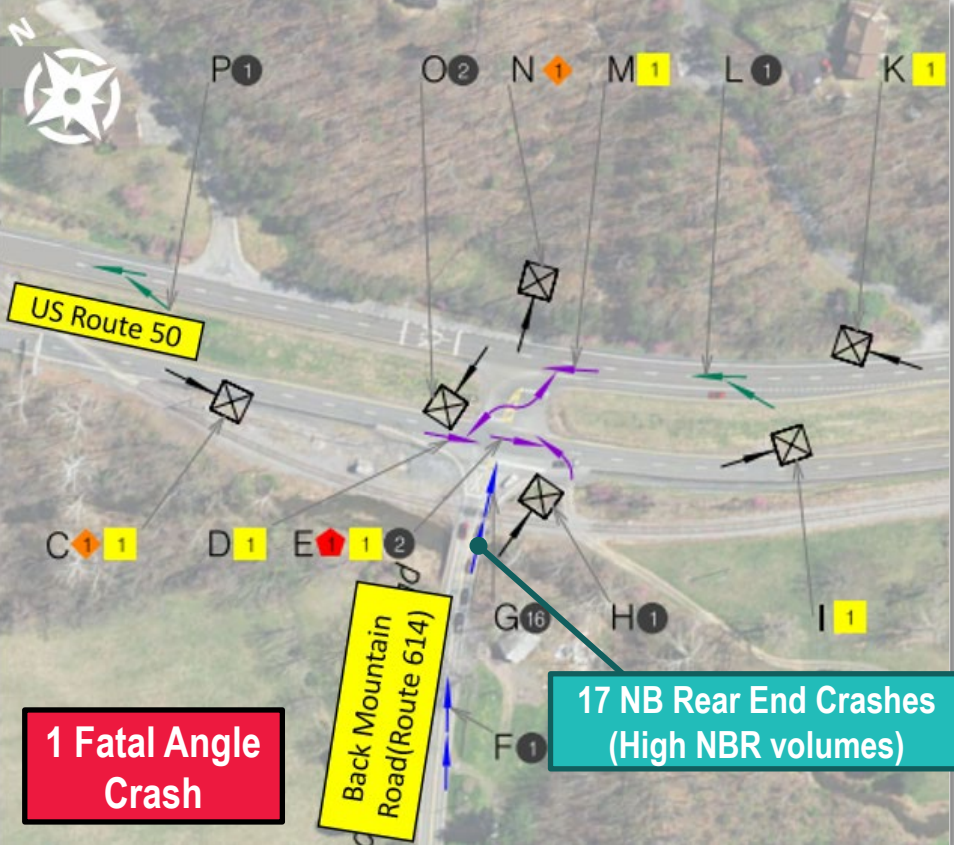 N
P 1
O 2
N 1
M 1
L 1
K 1
US Route 50
C 1 1
D 1
E 1 1 2
G 16
H 1
I 1
F 1
Back Mountain
Road(Route 614)
17 NB Rear End Crashes
(High NBR volumes)
1 Fatal Angle
Crash